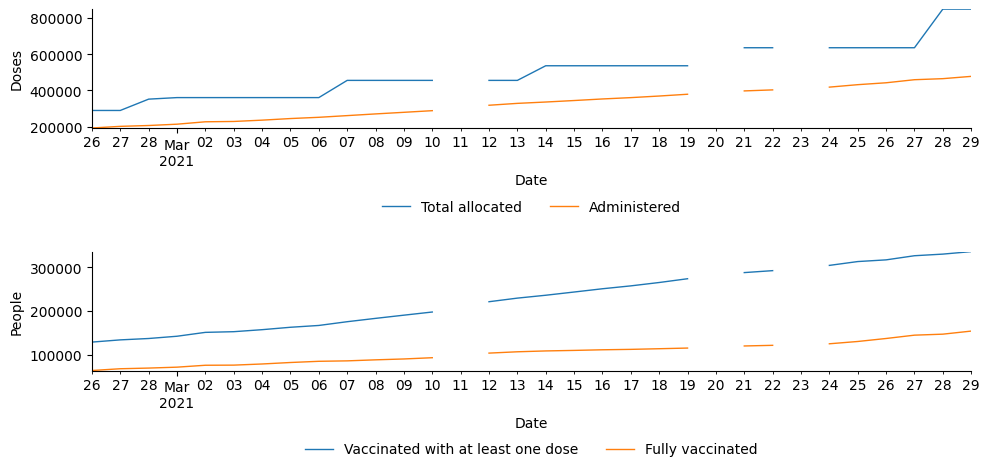 800000
600000
400000
200000
Doses
26 27 28 Mar 02 03 04 05 06 07 08 09 10 11 12 13 14 15 16 17 18 19 20 21 22 23 24 25 26 27 28 29
2021
Date
Total allocated Administered
300000
200000
100000
People
26 27 28 Mar 02 03 04 05 06 07 08 09 10 11 12 13 14 15 16 17 18 19 20 21 22 23 24 25 26 27 28 29
2021
Date
Vaccinated with at least one dose Fully vaccinated